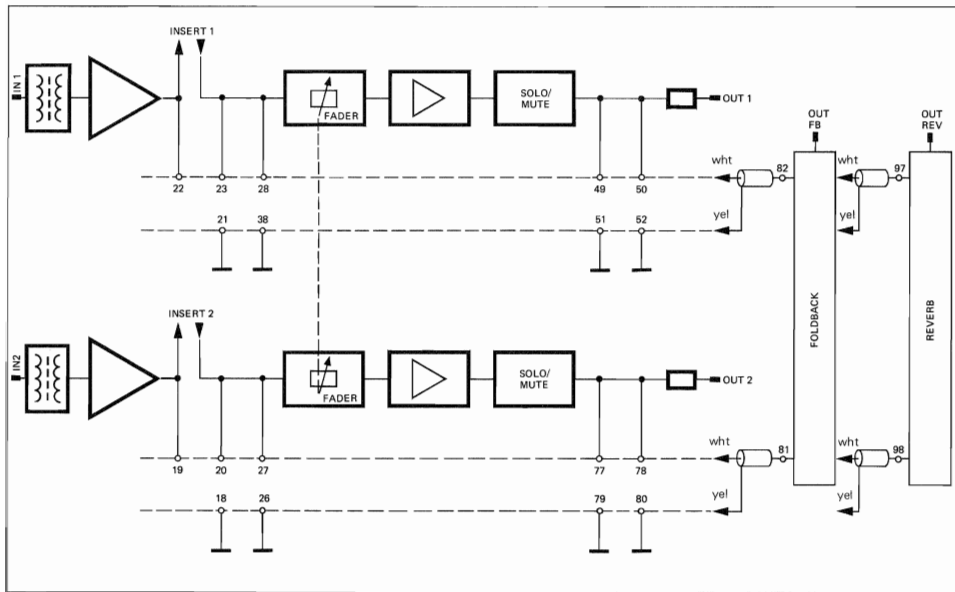 INSERT 1
IN 1
FADER
SOLO/
MUTE
OUT 1
OUT
FB
OUT
REV
22
23
28
49
50
wht
82
wht
97
21
38
51
52
yel
yel
FOLDBACK
REVERB
INSERT 2
IN2
FADER
SOLO/
MUTE
OUT 2
19
20
27
77
78
wht
81
wht
98
18
26
79
80
yel
yel